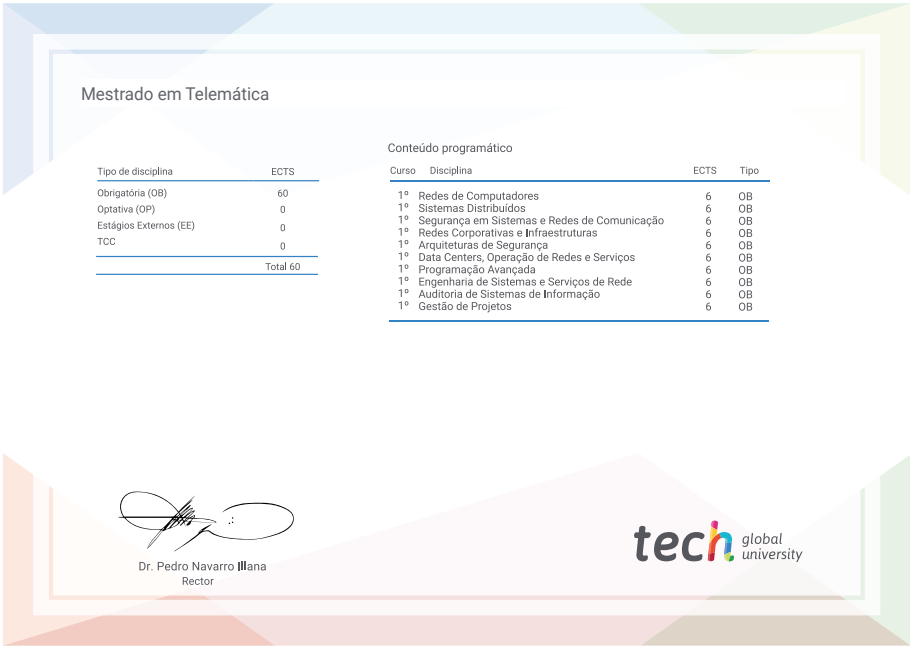 Mestrado em Telemática
Tipo de disciplina ECTS
Obrigatória (OB) 60
Optativa (OP) 0
Estágios Externos (EE) 0
TCC 0
Total 60
Conteúdo programático
Curso Disciplina ECTS Tipo
1º Redes de Computadores 6 OB
1º Sistemas Distribuídos 6 OB
1º Segurança em Sistemas e Redes de Comunicação 6 OB
1º Redes Corporativas e Infraestruturas 6 OB
1º Arquiteturas de Segurança 6 OB
1º Data Centers, Operação de Redes e Serviços 6 OB
1º Programação Avançada 6 OB
1º Engenharia de Sistemas e Serviços de Rede 6 OB
1º Auditoria de Sistemas de Informação 6 OB
1º Gestão de Projetos 6 OB
Dr. Pedro Navarro Illana
Rector
tech global
university